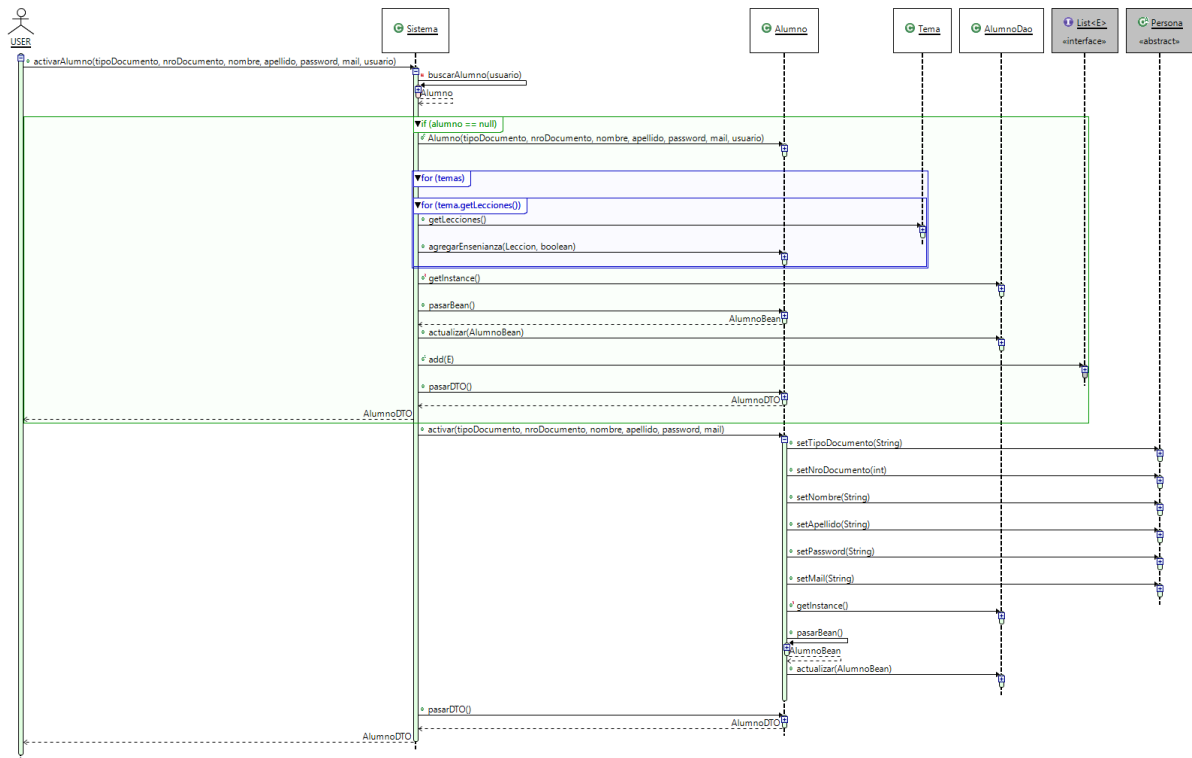 USER
Sistema
Alumno
Tema
AlumnoDao
List<E>
«interface»
Persona
«abstract»
activarAlumno(tipoDocumento, nroDocumento, nombre, apellido, password, mail, usuario)
buscarAlumno(usuario)
Alumno
if (alumno == null)
Alumno(tipoDocumento, nroDocumento, nombre, apellido, password, mail, usuario)
for (temas)
for (tema.getLecciones())
getLecciones()
agregarEnsenianza(Leccion, boolean)
getInstance()
pasarBean()
AlumnoBean
actualizar(AlumnoBean)
add(E)
pasarDTO()
AlumnoDTO
AlumnoDTO
activar(tipoDocumento, nroDocumento, nombre, apellido, password, mail)
setTipoDocumento(String)
setNroDocumento(int)
setNombre(String)
setApellido(String)
setPassword(String)
setMail(String)
getInstance()
pasarBean()
AlumnoBean
actualizar(AlumnoBean)
pasarDTO()
AlumnoDTO
AlumnoDTO